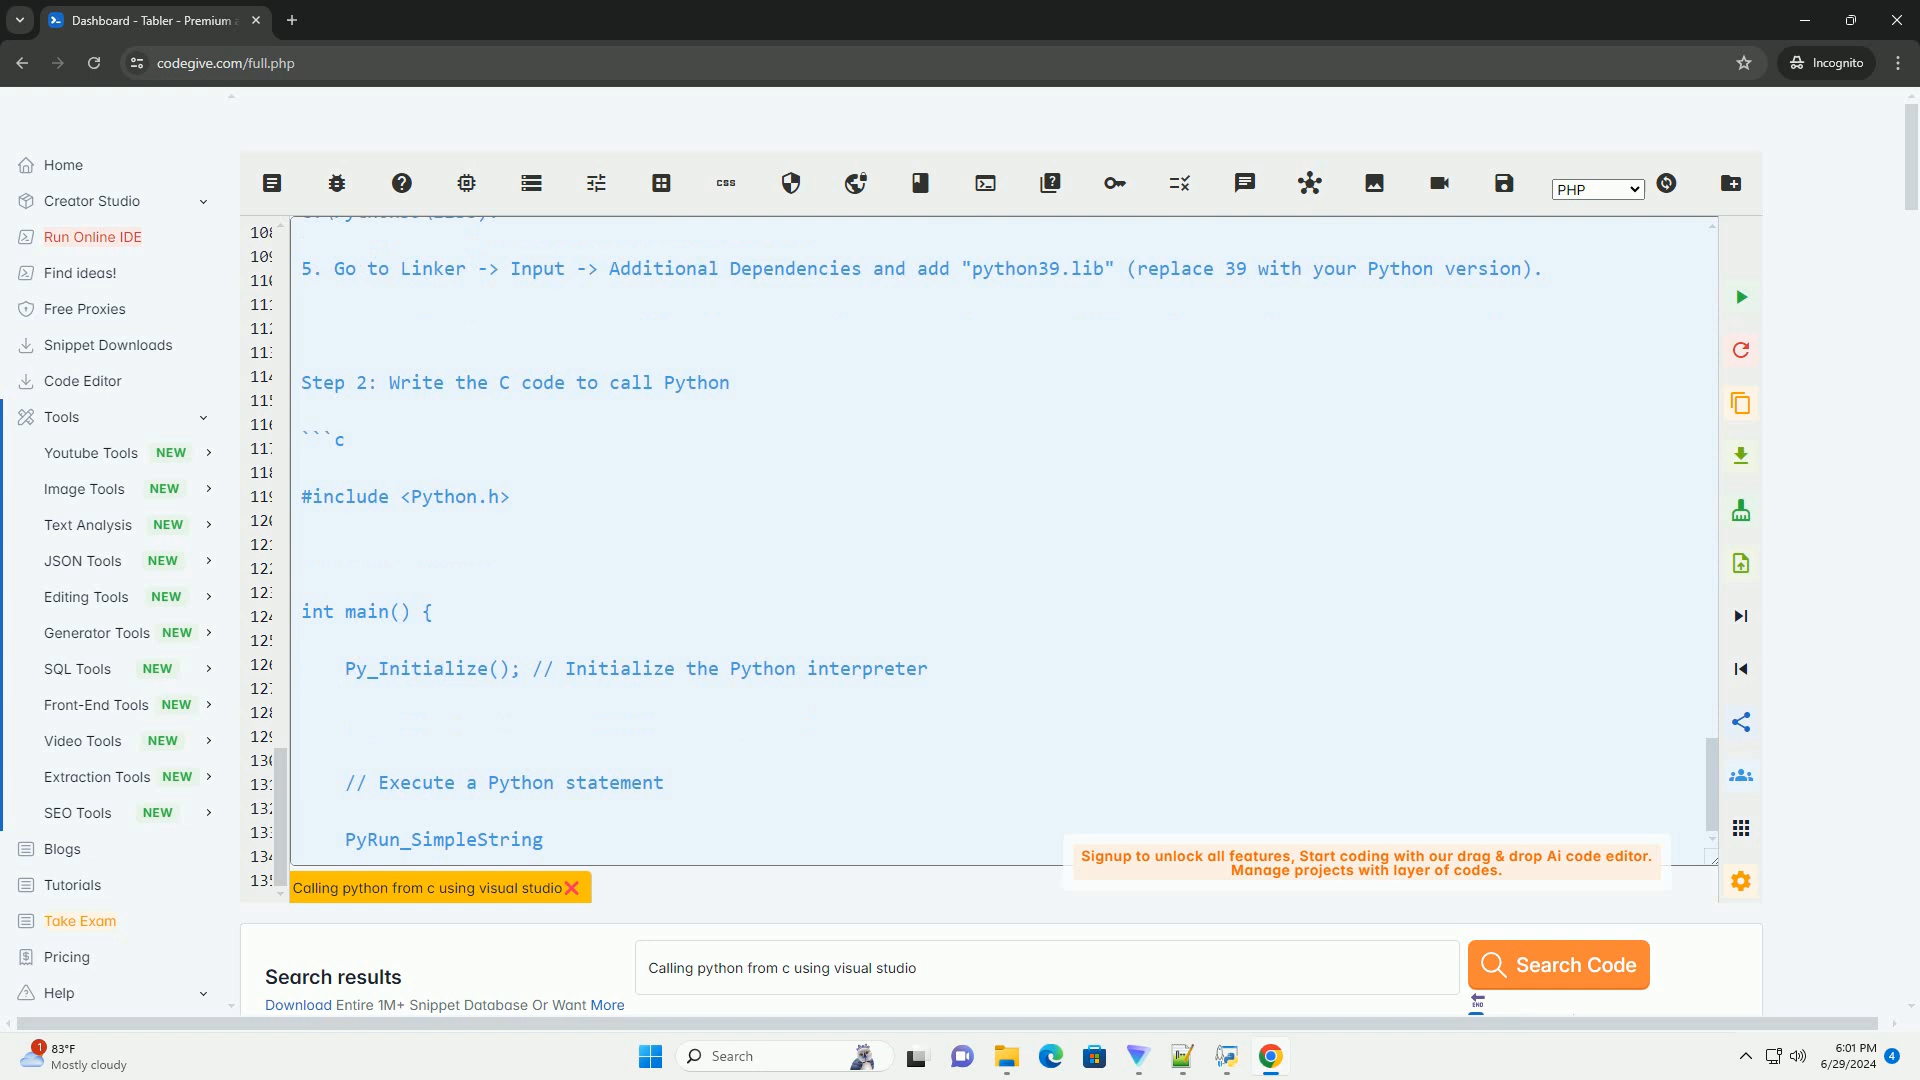 Dashboard - Tabler - Premium
codegive.com/full.php
Incognito
Home
Creator Studio
Run Online IDE
Find ideas!
Free Proxies
Snippet Downloads
Code Editor
Tools
Youtube Tools NEW
Image Tools NEW
Text Analysis NEW
JSON Tools NEW
Editing Tools NEW
Generator Tools NEW
SQL Tools NEW
Front-End Tools NEW
Video Tools NEW
Extraction Tools NEW
SEO Tools NEW
Blogs
Tutorials
Take Exam
Pricing
Help
css
PHP
5. Go to Linker -> Input -> Additional Dependencies and add "python39.lib" (replace 39 with your Python version).
Step 2: Write the C code to call Python
```c
#include <Python.h>
int main() {
Py_Initialize(); // Initialize the Python interpreter
// Execute a Python statement
PyRun_SimpleString
Signup to unlock all features, Start coding with our drag & drop Ai code editor.
Manage projects with layer of codes.
Calling python from c using visual studio
Search results
Download Entire 1M+ Snippet Database Or Want More
Calling python from c using visual studio
Search Code
END
1
83°F
Mostly cloudy
Search
6:01 PM
6/29/2024
4